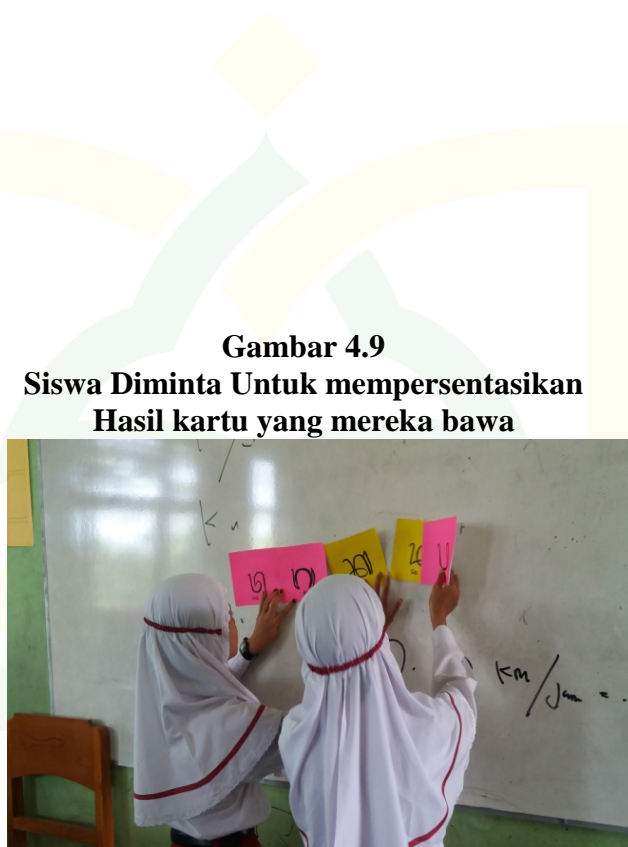 Gambar 4.9
Siswa Diminta Untuk mempersentasikan
Hasil kartu yang mereka bawa
km/Jam =